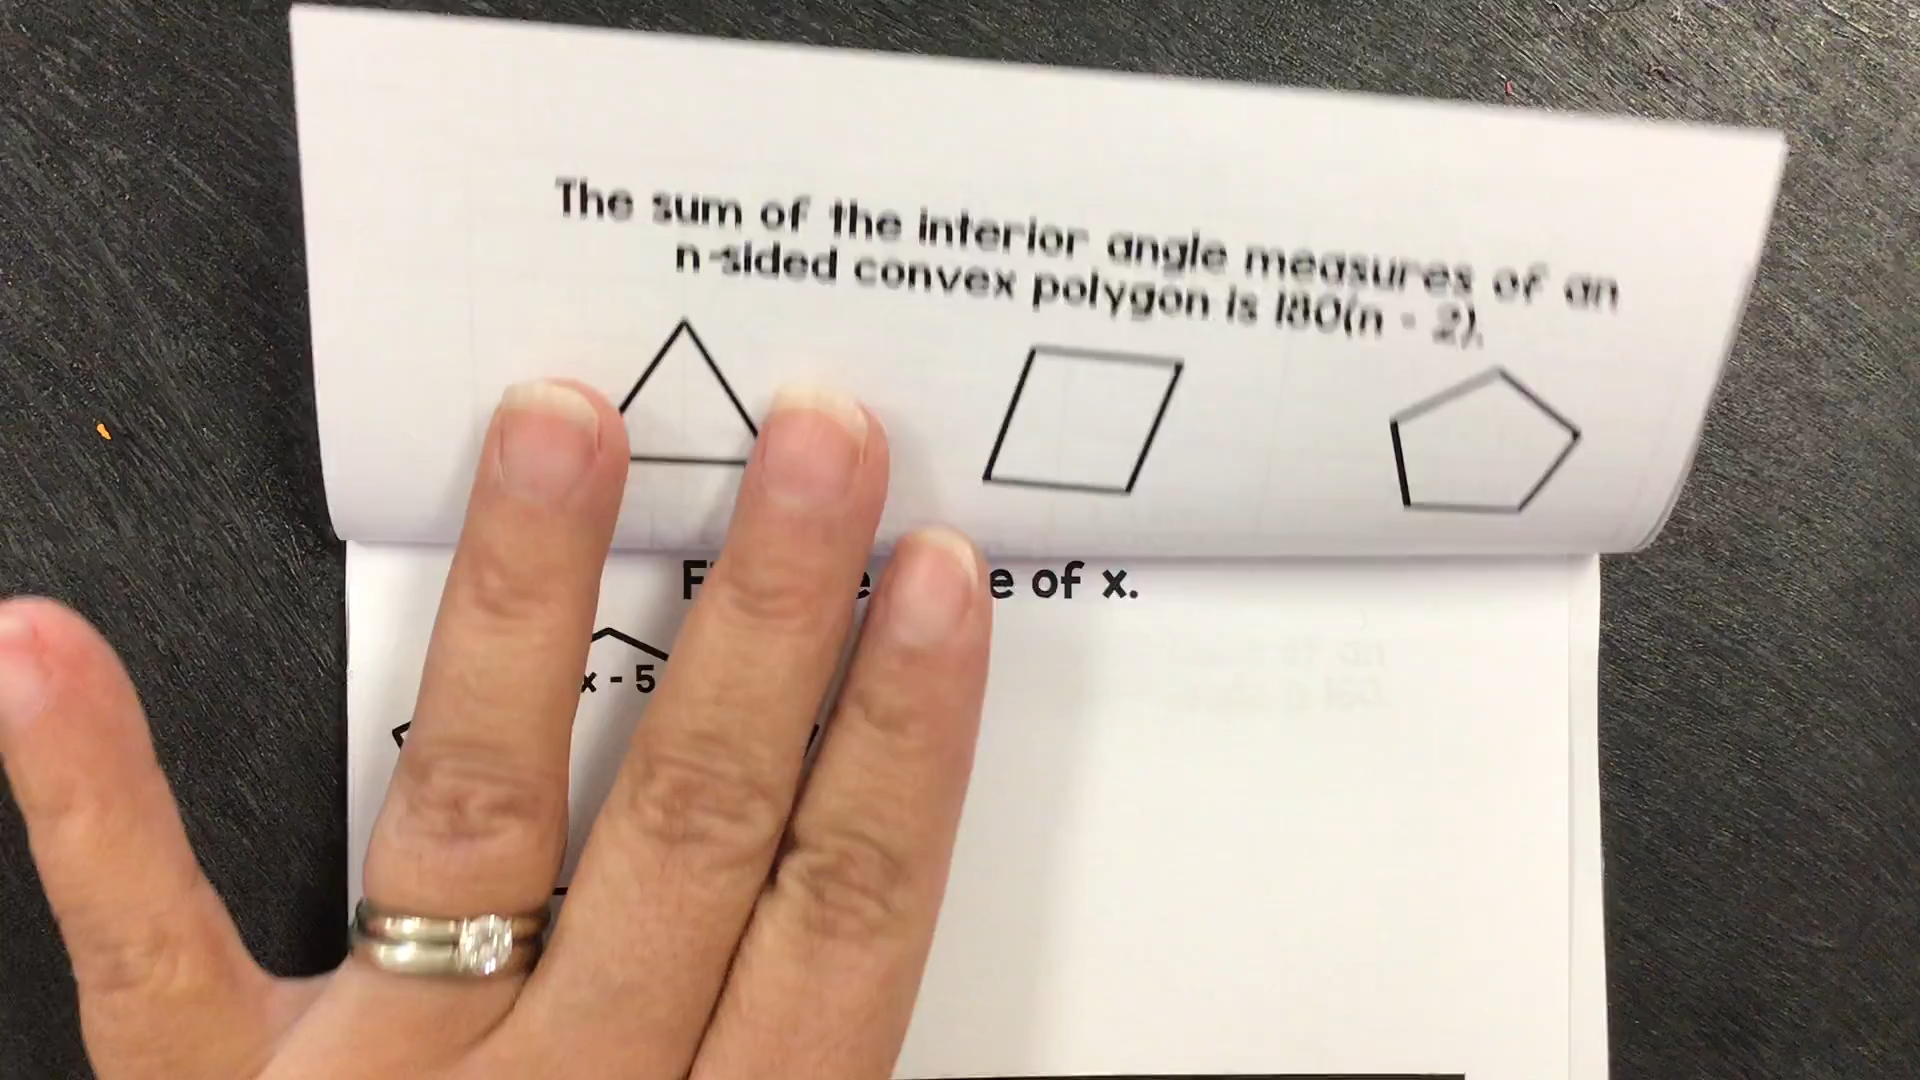 The sum of the interior angle measures of an
n-sided convex polygon is 180(n - 2).
of x.
x - 5